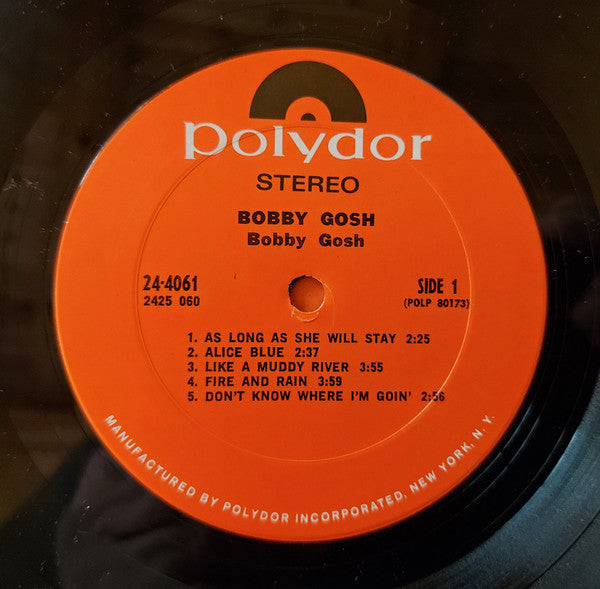 polydor
STEREO
BOBBY GOSH
Bobby Gosh
24-4061 SIDE 1
2425 060 (POLP 80173)
1. AS LONG AS SHE WILL STAY 2:25
2. ALICE BLUE 2:37
3. LIKE A MUDDY RIVER 3:55
4. FIRE AND RAIN 3:59
5. DON'T KNOW WHERE I'M GOIN' 2:56
MANUFACTURED BY POLYDOR INCORPORATED, NEW YORK, N. Y.